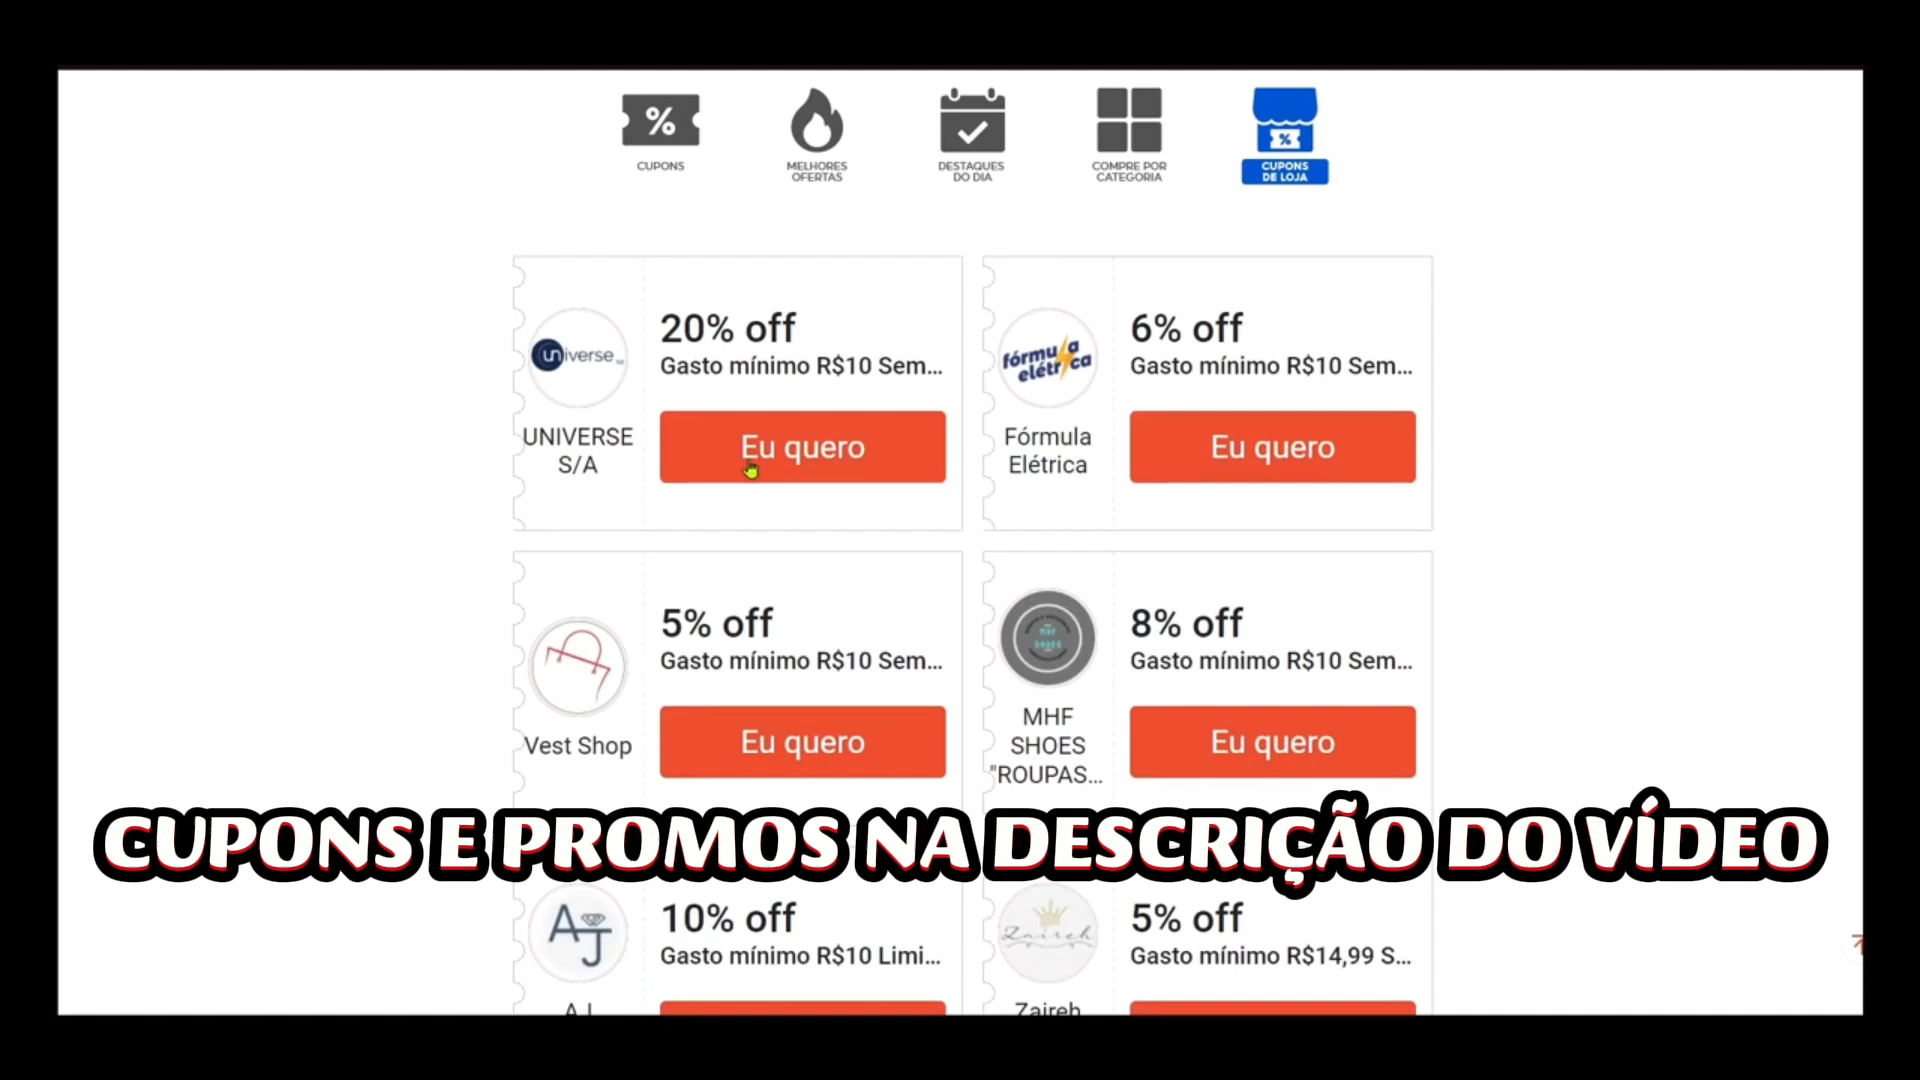 %
CUPONS
MELHORES
OFERTAS
DESTAQUES
DO DIA
COMPRE POR
CATEGORIA
%
CUPONS
DE LOJA
universe
20% off
Gasto mínimo R$10 Sem...
Eu quero
UNIVERSE
S/A
fórmula
elétrica
6% off
Gasto mínimo R$10 Sem...
Eu quero
Fórmula
Elétrica
5% off
Gasto mínimo R$10 Sem...
Eu quero
Vest Shop
MHF
SHOES
8% off
Gasto mínimo R$10 Sem...
Eu quero
MHF
SHOES
"ROUPAS...
CUPONS E PROMOS NA DESCRIÇÃO DO VÍDEO
AJ
10% off
Gasto mínimo R$10 Limi...
Zaireh
5% off
Gasto mínimo R$14,99 S...
Zaireh